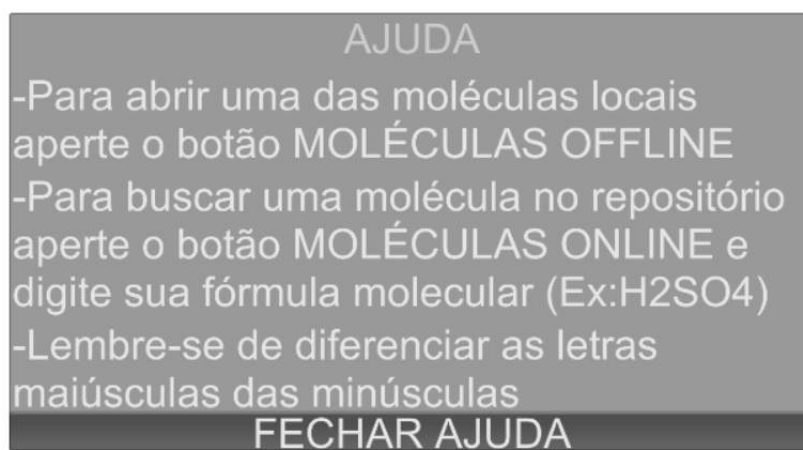 AJUDA
-Para abrir uma das moléculas locais
aperte o botão MOLÉCULAS OFFLINE
-Para buscar uma molécula no repositório
aperte o botão MOLÉCULAS ONLINE e
digite sua fórmula molecular (Ex:H2SO4)
-Lembre-se de diferenciar as letras
maiúsculas das minúsculas
FECHAR AJUDA